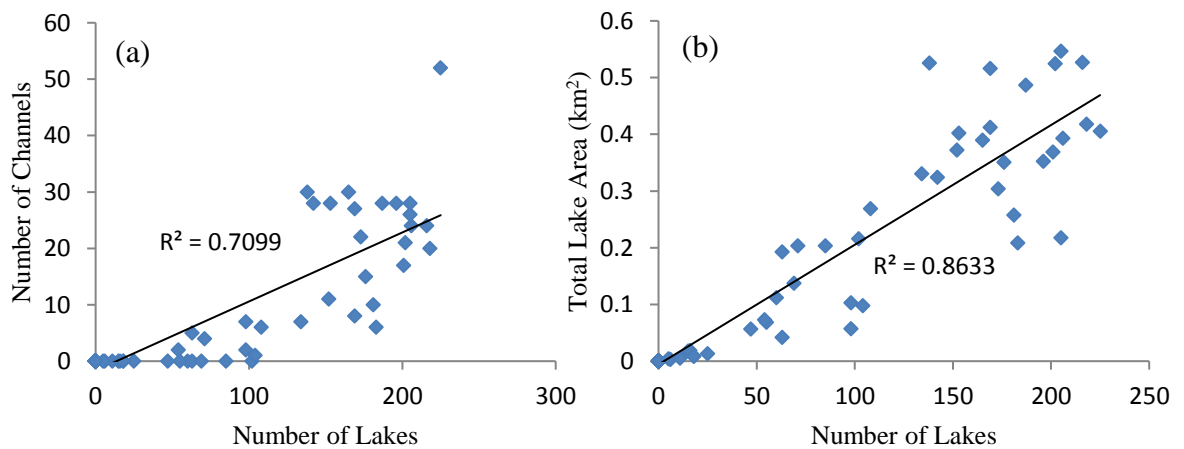 (a)
Number of Channels
60
50
40
30
20
10
0
R² = 0.7099
0 100 200 300
Number of Lakes
(b)
Total Lake Area (km²)
0.6
0.5
0.4
0.3
0.2
0.1
0
R² = 0.8633
0 50 100 150 200 250
Number of Lakes